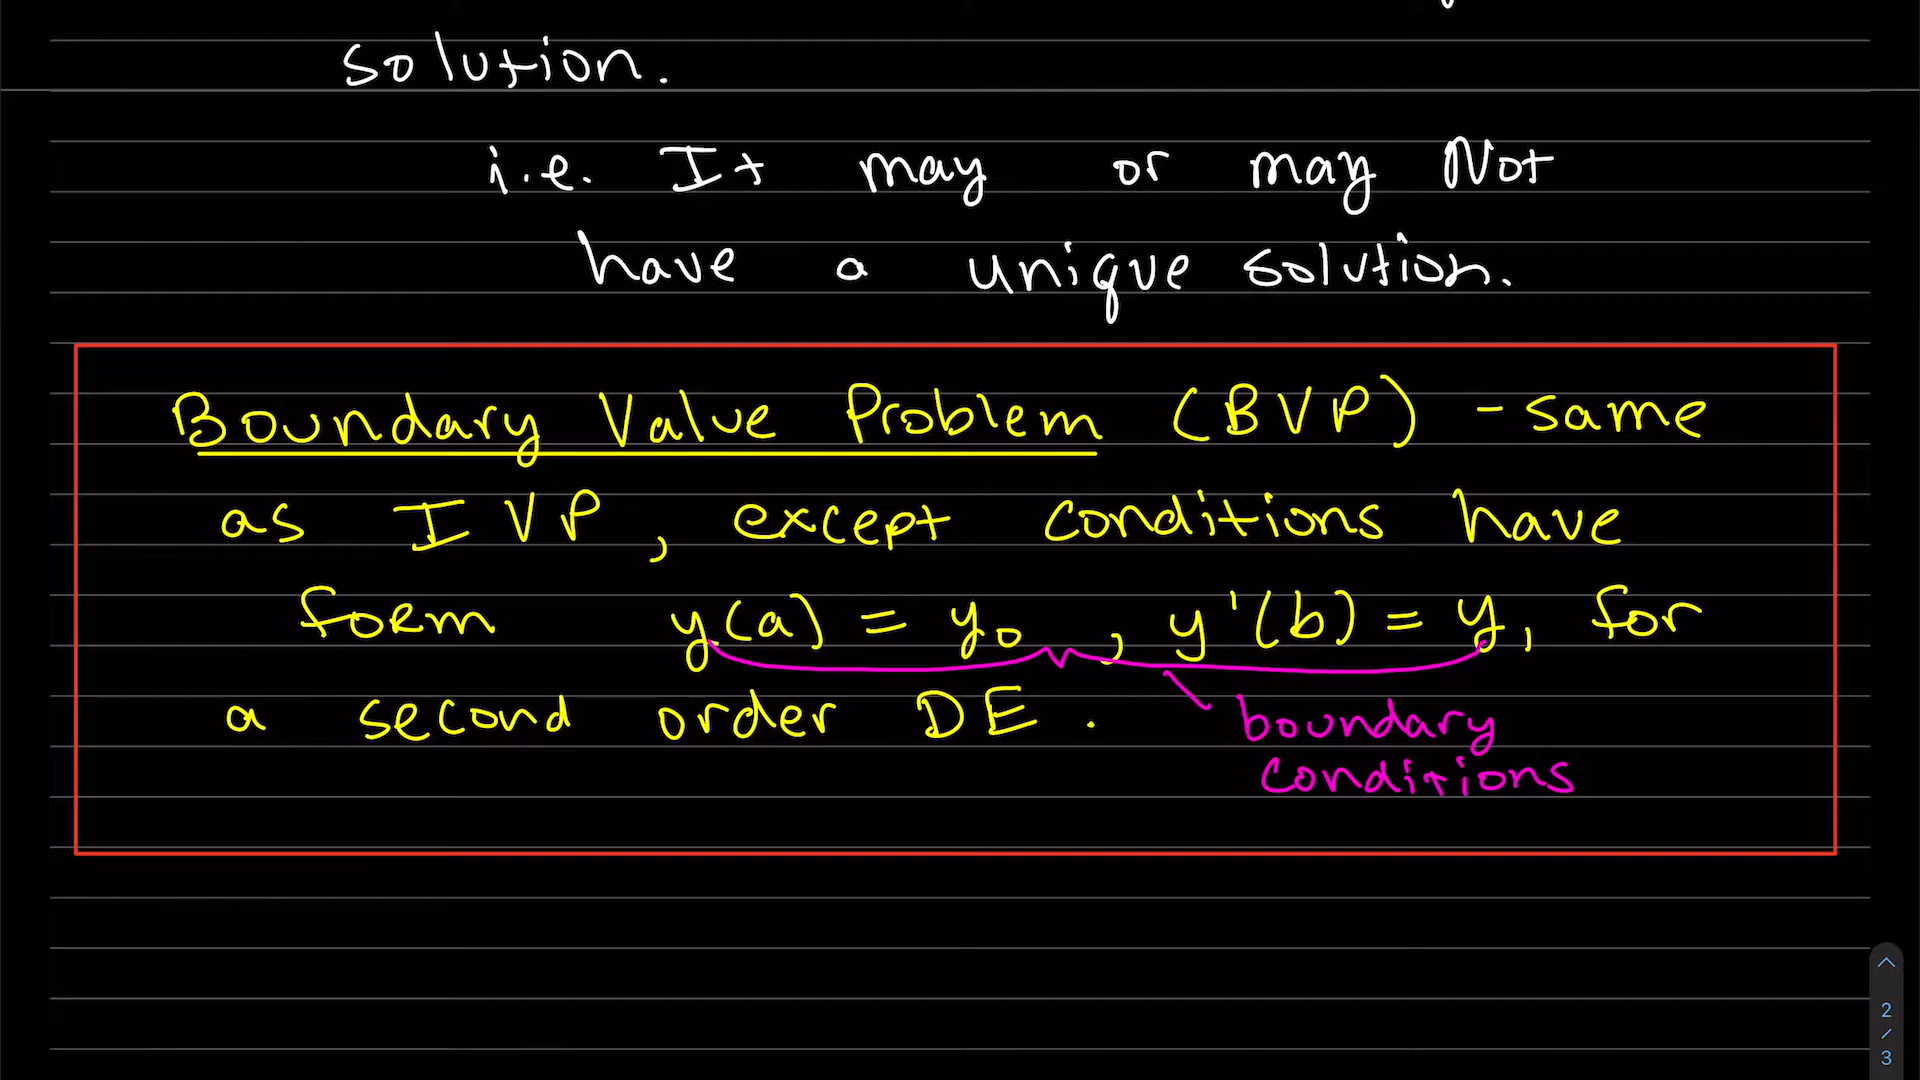 solution.
i.e. It may or may Not
have a unique solution.
Boundary Value Problem (BVP) - same
as IVP, except conditions have
form y(a) = y₀ , y'(b) = y₁ for
a second order DE.
boundary
conditions
2
/
3